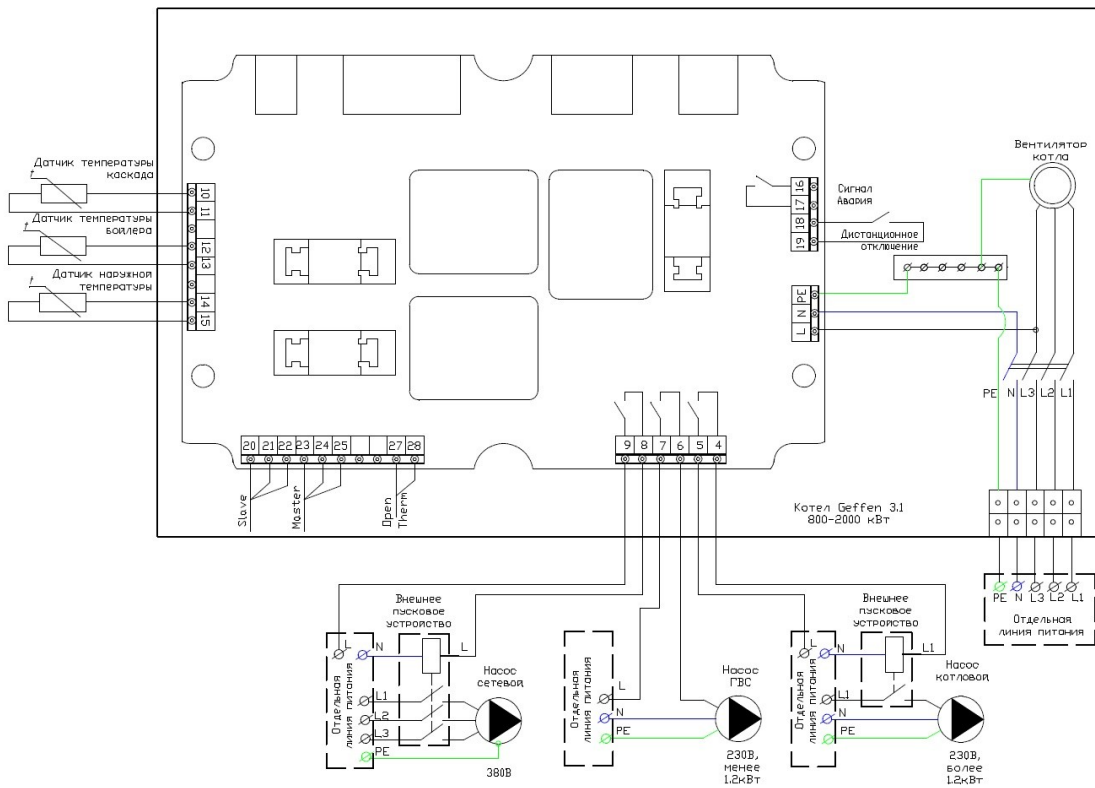 Датчик температуры
каскада
Датчик температуры
бойлера
Датчик наружной
температуры
10
11
12
13
14
15
16
17
18
19
Сигнал
Авария
Дистанционное
отключение
PE
N
L
Вентилятор
котла
PE N L3 L2 L1
20 21 22 23 24 25 27 28
Slave
Master
Open
Therm
9 8 7 6 5 4
Котел Geffen 3.1
800-2000 кВт
PE N L3 L2 L1
Отдельная
линия питания
Внешнее
пусковое
устройство
L
N
L
L1
L2
L3
PE
Отдельная
линия питания
Насос
сетевой
380В
Отдельная
линия питания
L
N
PE
Насос
ГВС
230В,
менее
1.2кВт
Внешнее
пусковое
устройство
L
N
L1
L1
N
PE
Отдельная
линия питания
Насос
котловой
230В,
более
1.2кВт